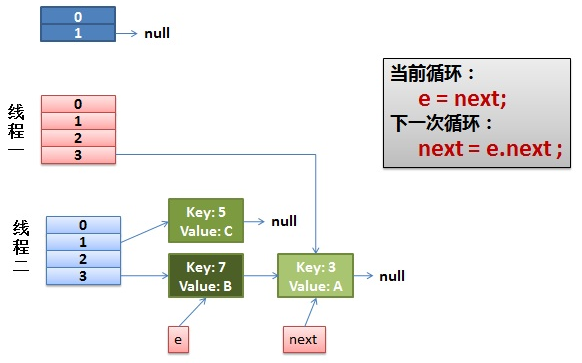 0
1
null
线程一
0
1
2
3
当前循环：
e = next;
下一次循环：
next = e.next ;
线程二
0
1
2
3
Key: 5
Value: C
null
Key: 7
Value: B
Key: 3
Value: A
null
e
next